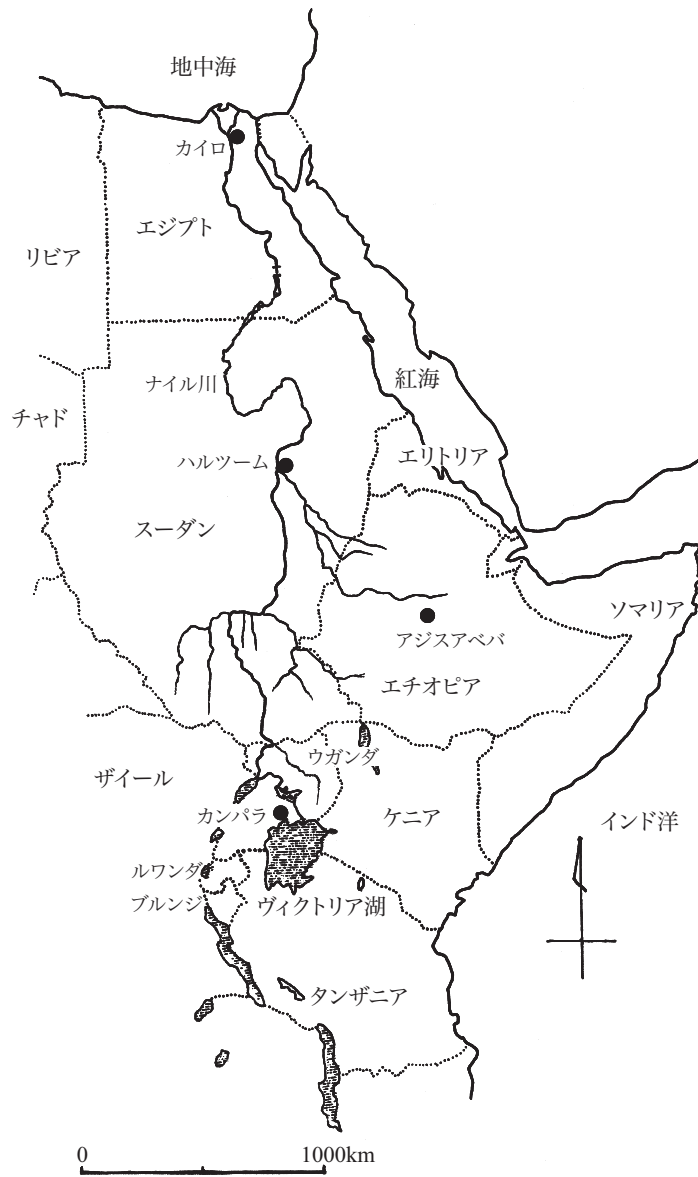 地中海
カイロ
エジプト
リビア
ナイル川
紅海
チャド
エリトリア
ハルツーム
スーダン
ソマリア
アジスアベバ
エチオピア
ウガンダ
ザイール
カンパラ
ケニア
インド洋
ルワンダ
ブルンジ
ヴィクトリア湖
タンザニア
0 1000km